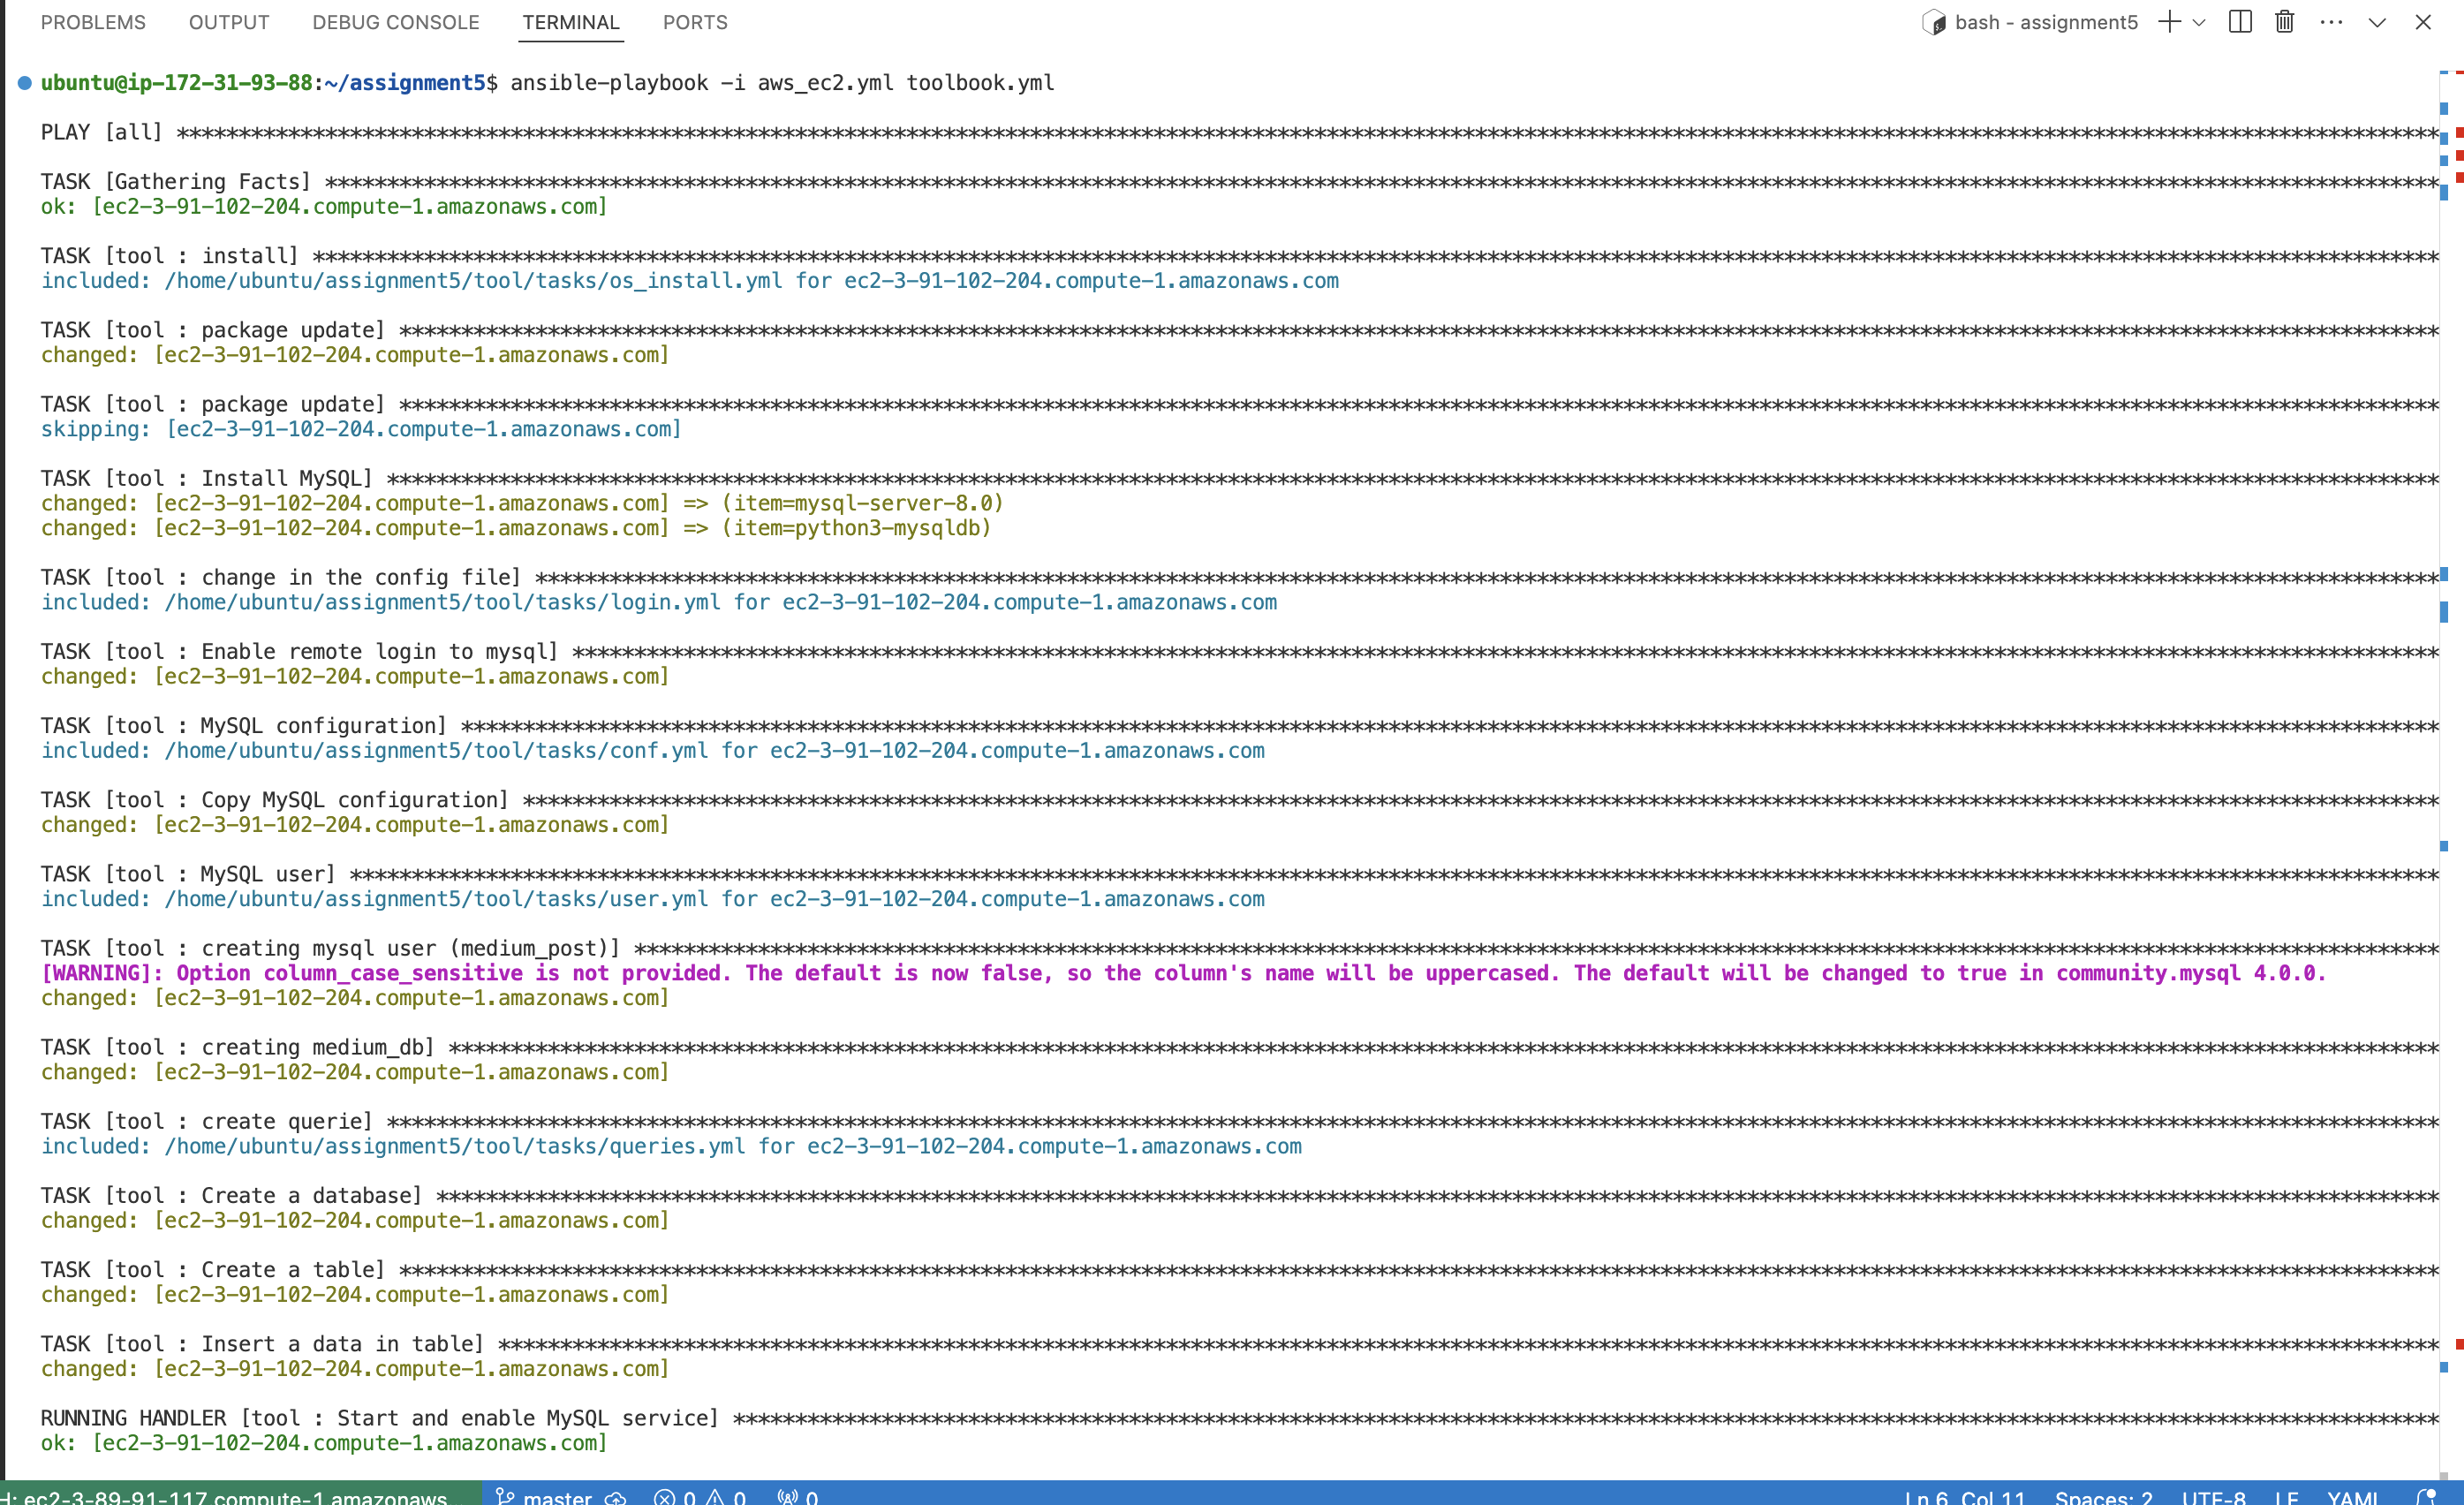 PROBLEMS OUTPUT DEBUG CONSOLE TERMINAL PORTS bash - assignment5
ubuntu@ip-172-31-93-88:~/assignment5$ ansible-playbook -i aws_ec2.yml toolbook.yml
PLAY [all] ****************************************************************************************************************************************************************************************
TASK [Gathering Facts] ****************************************************************************************************************************************************************************
ok: [ec2-3-91-102-204.compute-1.amazonaws.com]
TASK [tool : install] *****************************************************************************************************************************************************************************
included: /home/ubuntu/assignment5/tool/tasks/os_install.yml for ec2-3-91-102-204.compute-1.amazonaws.com
TASK [tool : package update] **********************************************************************************************************************************************************************
changed: [ec2-3-91-102-204.compute-1.amazonaws.com]
TASK [tool : package update] **********************************************************************************************************************************************************************
skipping: [ec2-3-91-102-204.compute-1.amazonaws.com]
TASK [tool : Install MySQL] ***********************************************************************************************************************************************************************
changed: [ec2-3-91-102-204.compute-1.amazonaws.com] => (item=mysql-server-8.0)
changed: [ec2-3-91-102-204.compute-1.amazonaws.com] => (item=python3-mysqldb)
TASK [tool : change in the config file] ***********************************************************************************************************************************************************
included: /home/ubuntu/assignment5/tool/tasks/login.yml for ec2-3-91-102-204.compute-1.amazonaws.com
TASK [tool : Enable remote login to mysql] ********************************************************************************************************************************************************
changed: [ec2-3-91-102-204.compute-1.amazonaws.com]
TASK [tool : MySQL configuration] *****************************************************************************************************************************************************************
included: /home/ubuntu/assignment5/tool/tasks/conf.yml for ec2-3-91-102-204.compute-1.amazonaws.com
TASK [tool : Copy MySQL configuration] ************************************************************************************************************************************************************
changed: [ec2-3-91-102-204.compute-1.amazonaws.com]
TASK [tool : MySQL user] **************************************************************************************************************************************************************************
included: /home/ubuntu/assignment5/tool/tasks/user.yml for ec2-3-91-102-204.compute-1.amazonaws.com
TASK [tool : creating mysql user (medium_post)] ***************************************************************************************************************************************************
[WARNING]: Option column_case_sensitive is not provided. The default is now false, so the column's name will be uppercased. The default will be changed to true in community.mysql 4.0.0.
changed: [ec2-3-91-102-204.compute-1.amazonaws.com]
TASK [tool : creating medium_db] ******************************************************************************************************************************************************************
changed: [ec2-3-91-102-204.compute-1.amazonaws.com]
TASK [tool : create querie] ***********************************************************************************************************************************************************************
included: /home/ubuntu/assignment5/tool/tasks/queries.yml for ec2-3-91-102-204.compute-1.amazonaws.com
TASK [tool : Create a database] *******************************************************************************************************************************************************************
changed: [ec2-3-91-102-204.compute-1.amazonaws.com]
TASK [tool : Create a table] **********************************************************************************************************************************************************************
changed: [ec2-3-91-102-204.compute-1.amazonaws.com]
TASK [tool : Insert a data in table] **************************************************************************************************************************************************************
changed: [ec2-3-91-102-204.compute-1.amazonaws.com]
RUNNING HANDLER [tool : Start and enable MySQL service] *******************************************************************************************************************************************
ok: [ec2-3-91-102-204.compute-1.amazonaws.com]
H: ec2-3-89-91-117.compute-1.amazonaws... master 0 0 0 Ln 6, Col 11 Spaces: 2 UTF-8 LF YAML